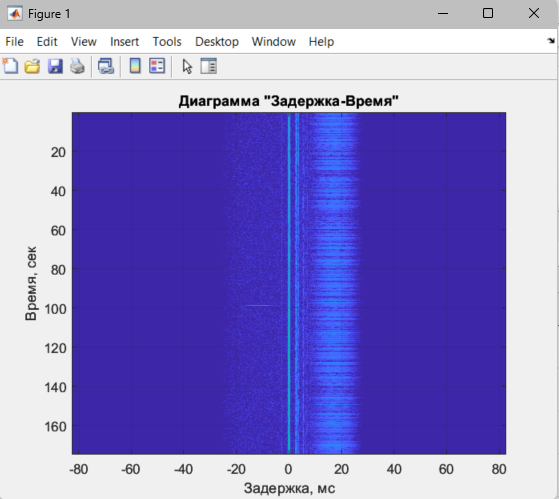 Figure 1
File Edit View Insert Tools Desktop Window Help
Диаграмма "Задержка-Время"
20
40
60
80
100
120
140
160
Время, сек
-80 -60 -40 -20 0 20 40 60 80
Задержка, мс